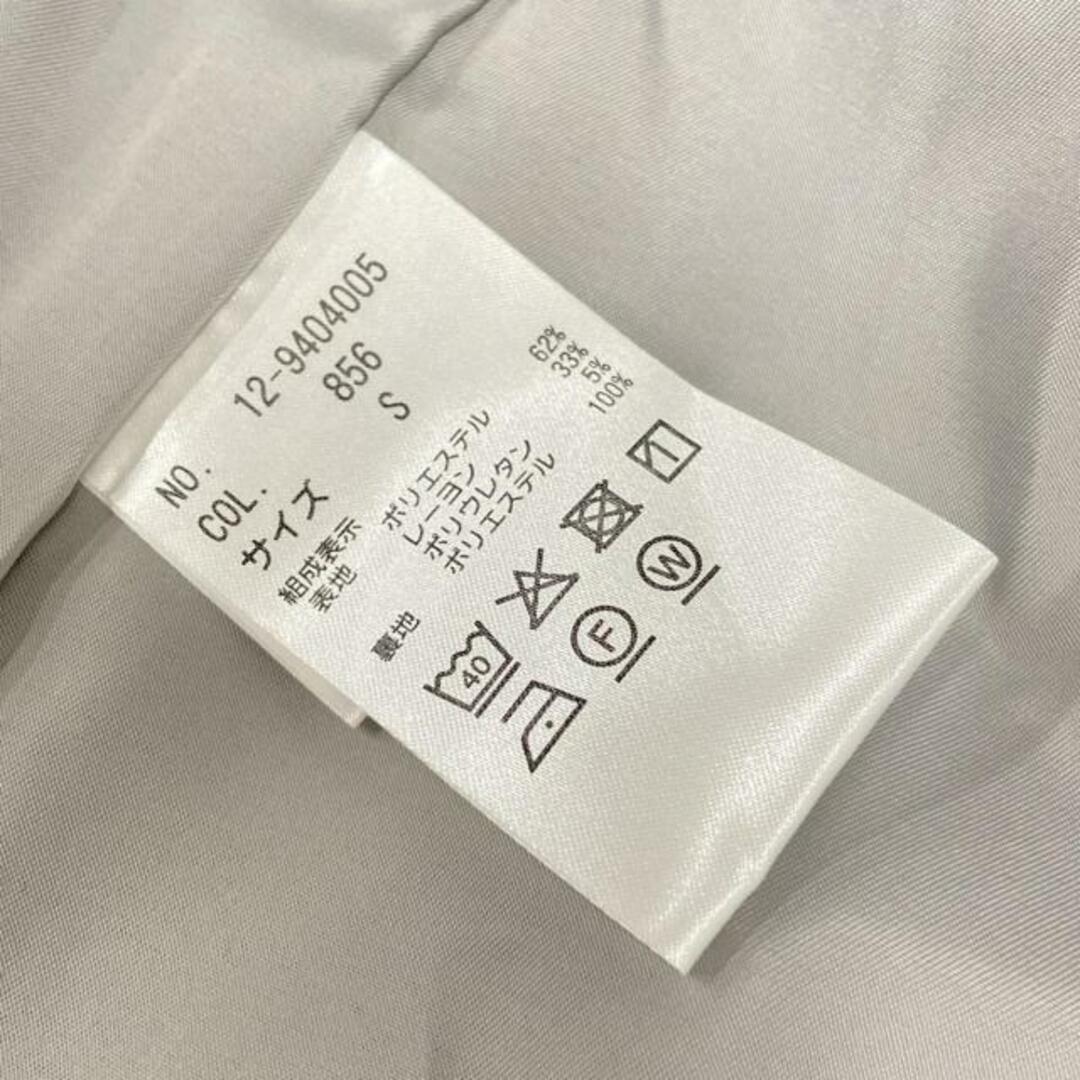 NO. 12-9404005
COL. 856
サイズ S
組成表示
表地 ポリエステル 62%
レーヨン 33%
ポリウレタン 5%
裏地 ポリエステル 100%
40
F W